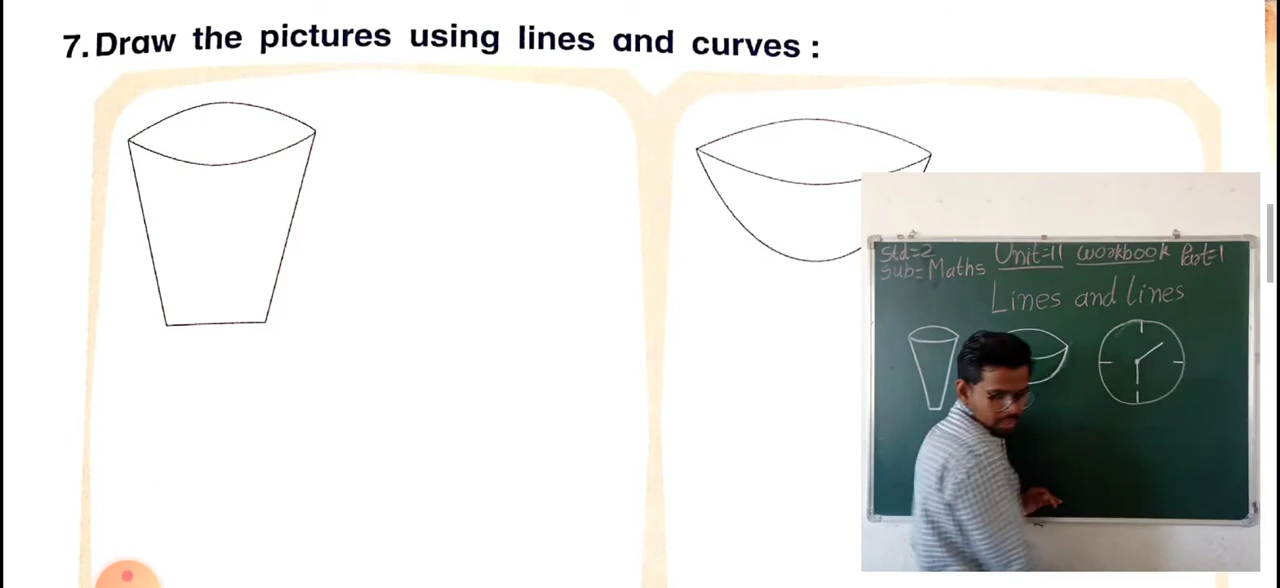 7. Draw the pictures using lines and curves :
Std=2
Sub=Maths
Unit=11 workbook Part=1
Lines and lines